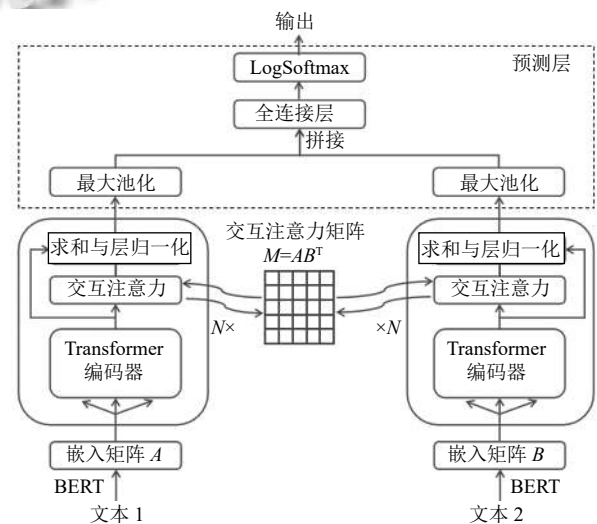 输出
LogSoftmax
预测层
全连接层
拼接
最大池化
最大池化
求和与层归一化
交互注意力矩阵
M=ABᵀ
求和与层归一化
交互注意力
交互注意力
N×
×N
Transformer
编码器
Transformer
编码器
嵌入矩阵 A
嵌入矩阵 B
BERT
BERT
文本 1
文本 2